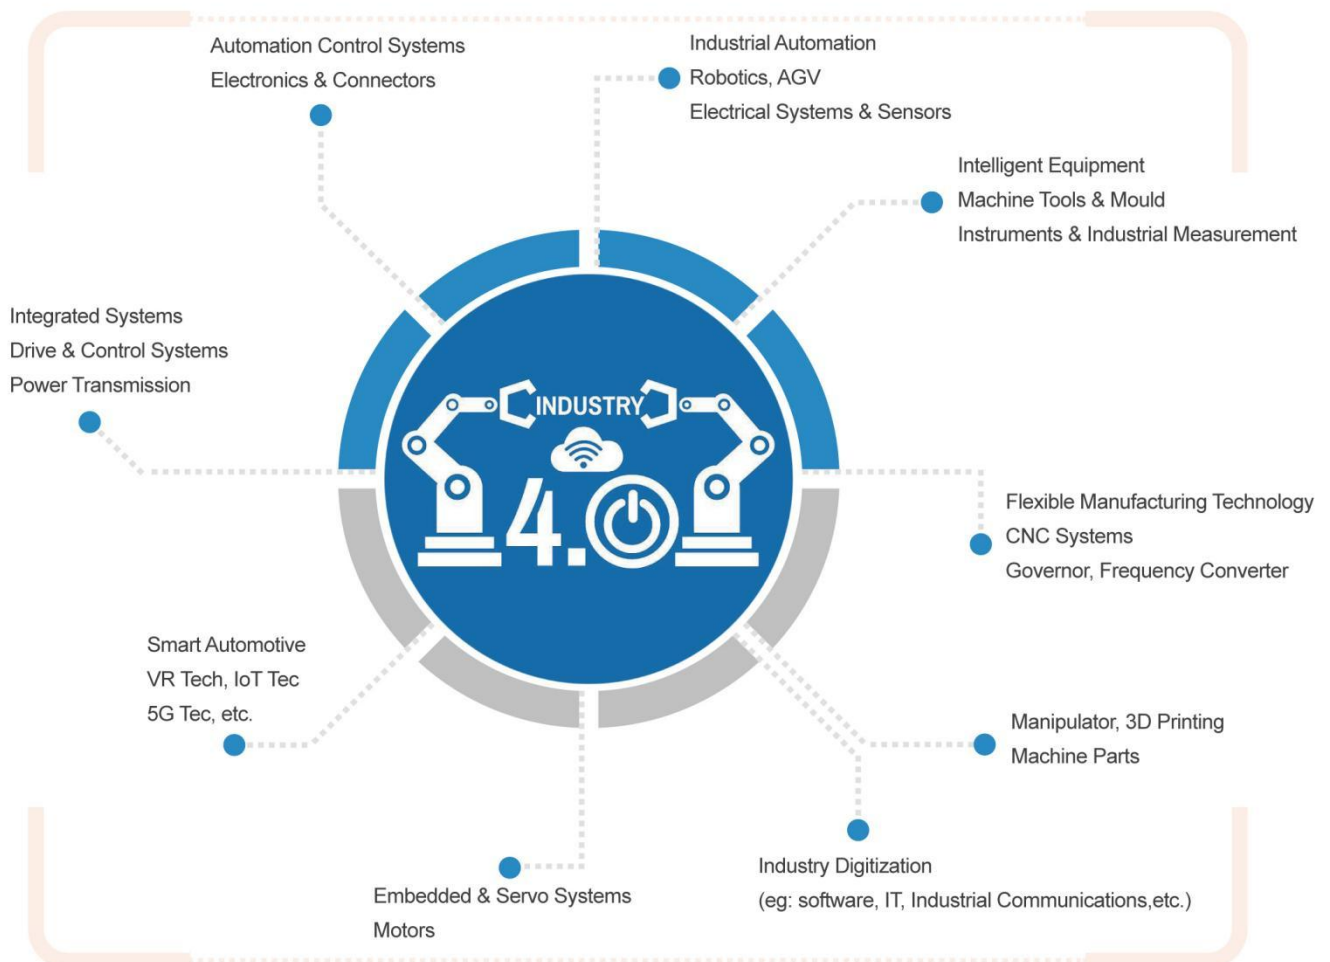 Automation Control Systems
Electronics & Connectors
Industrial Automation
Robotics, AGV
Electrical Systems & Sensors
Intelligent Equipment
Machine Tools & Mould
Instruments & Industrial Measurement
Integrated Systems
Drive & Control Systems
Power Transmission
INDUSTRY
4.0
Flexible Manufacturing Technology
CNC Systems
Governor, Frequency Converter
Smart Automotive
VR Tech, IoT Tec
5G Tec, etc.
Manipulator, 3D Printing
Machine Parts
Industry Digitization
(eg: software, IT, Industrial Communications,etc.)
Embedded & Servo Systems
Motors